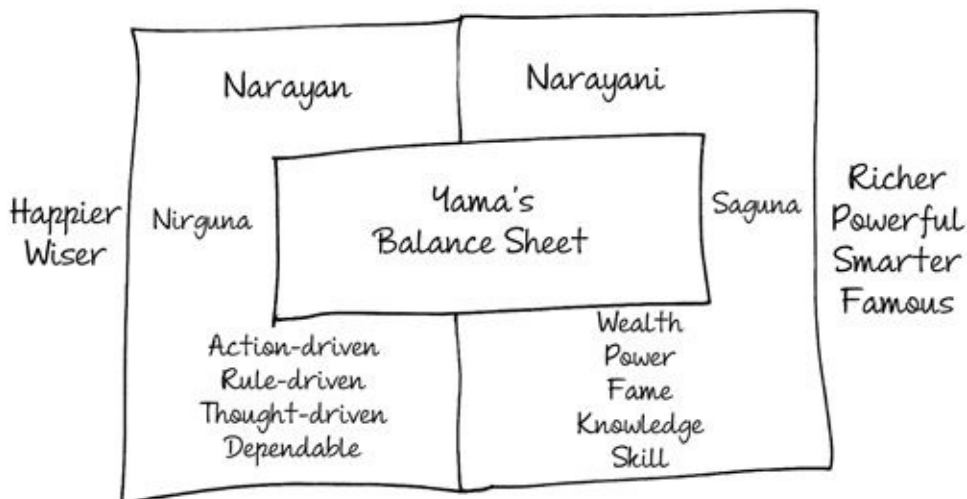 Narayan
Narayani
Happier
Wiser
Nirguna
Yama's
Balance Sheet
Saguna
Richer
Powerful
Smarter
Famous
Action-driven
Rule-driven
Thought-driven
Dependable
Wealth
Power
Fame
Knowledge
Skill